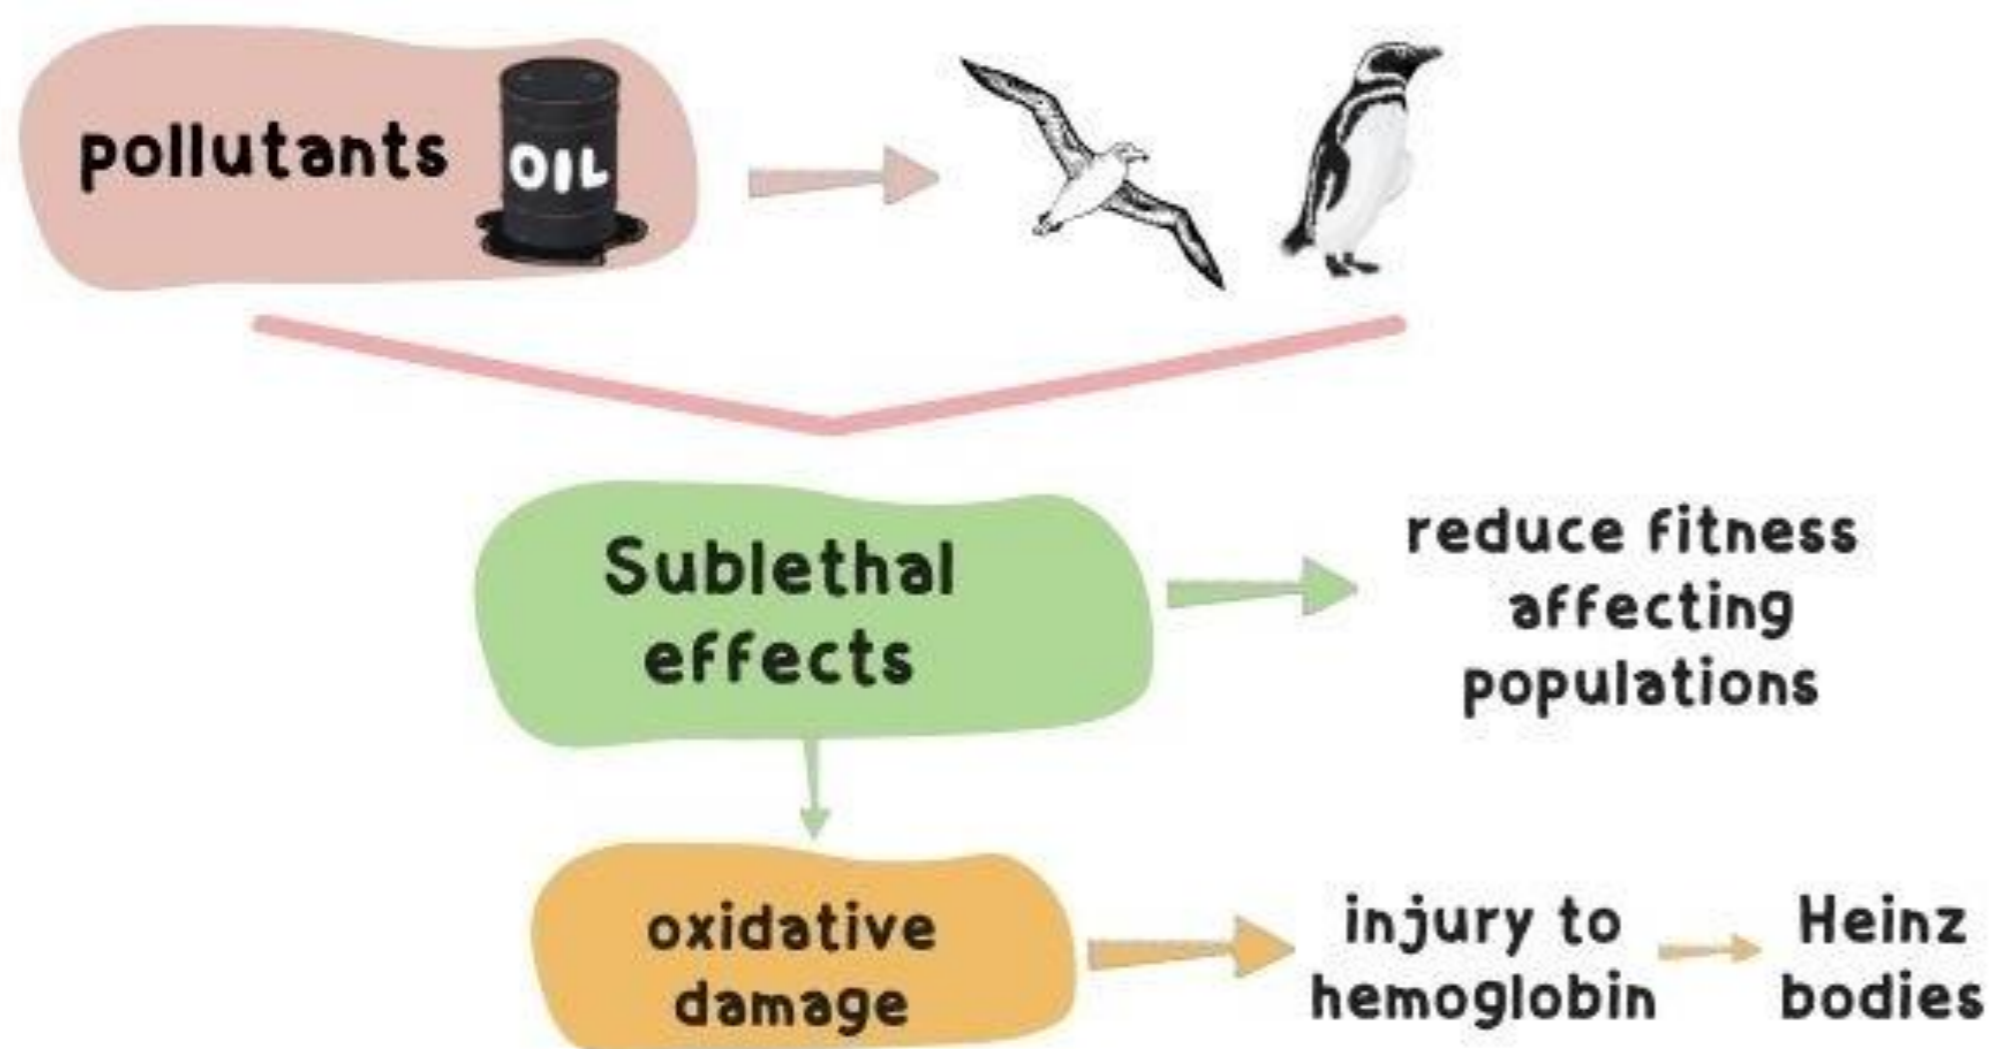 pollutants
OIL
Sublethal
effects
reduce fitness
affecting
populations
oxidative
damage
injury to
hemoglobin
Heinz
bodies